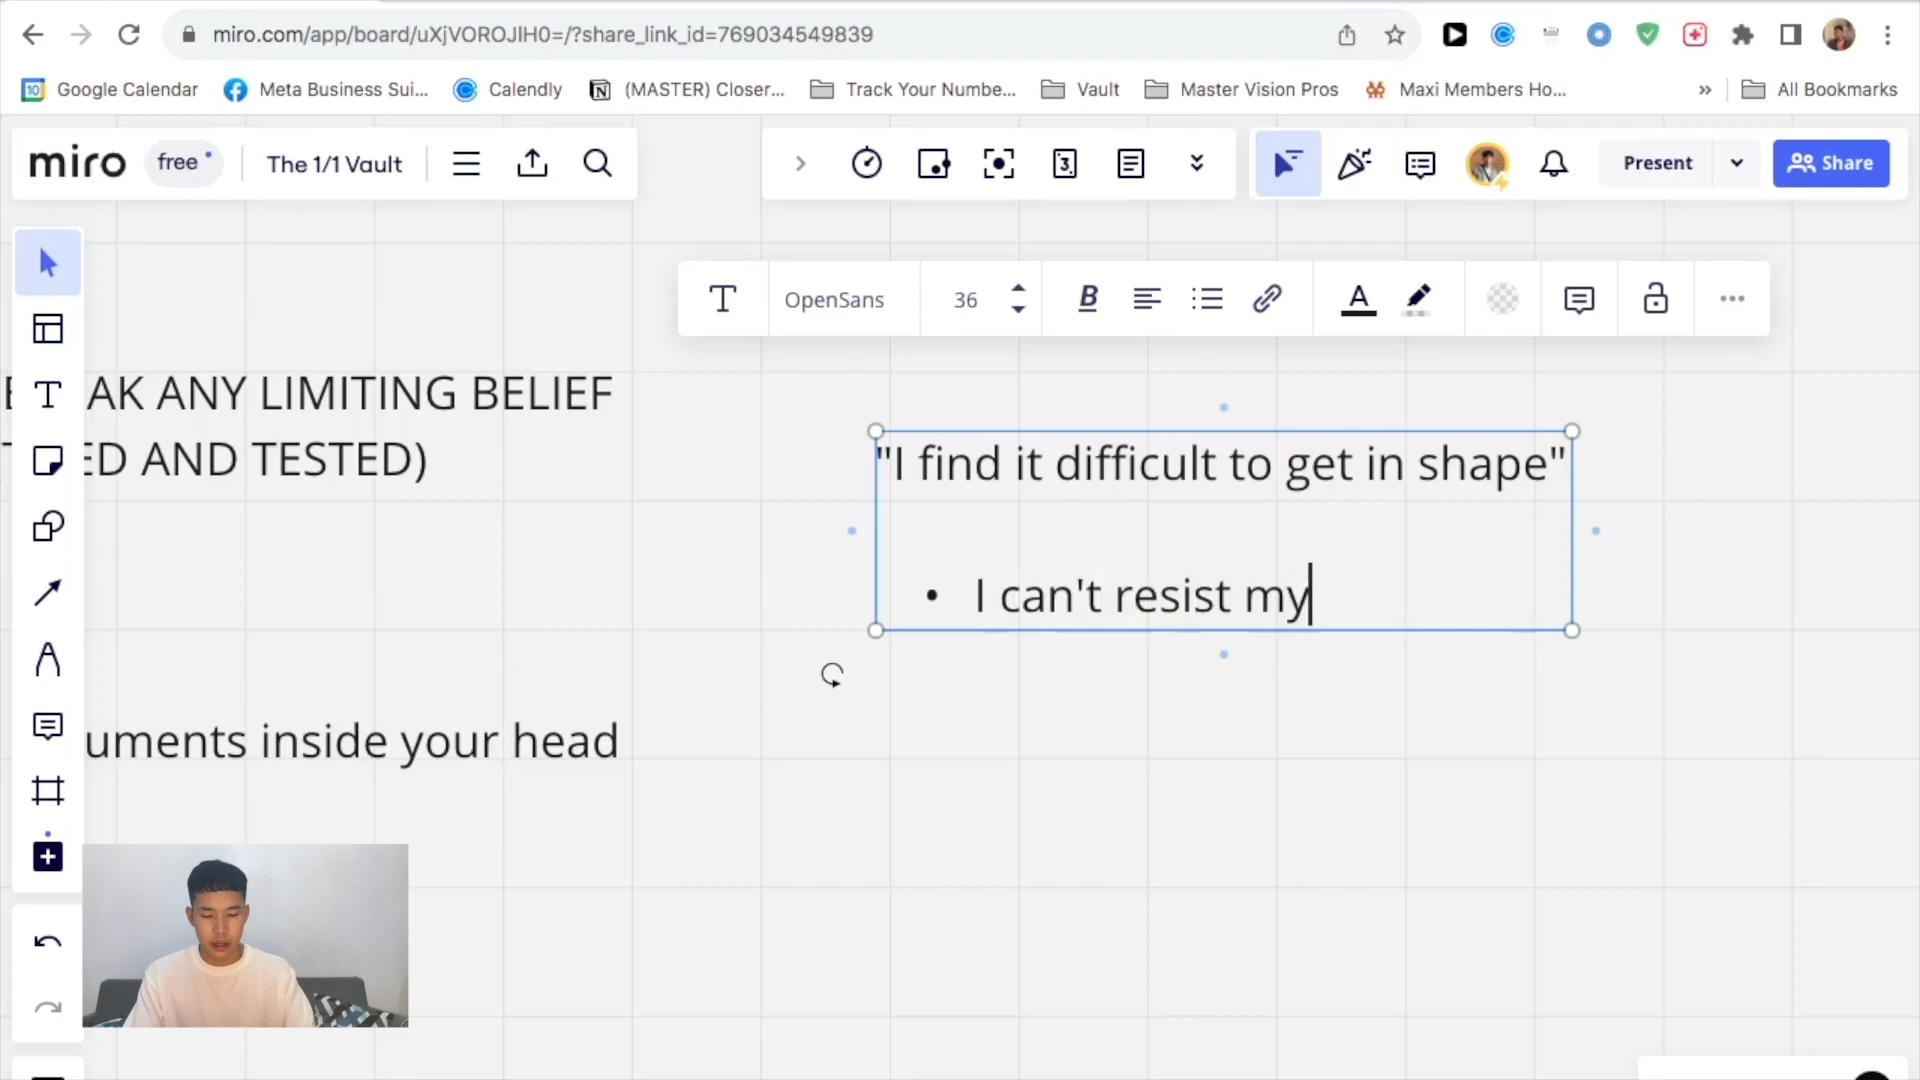 miro.com/app/board/uXjVOROJlH0=/?share_link_id=769034549839
Google Calendar
Meta Business Sui...
Calendly
(MASTER) Closer...
Track Your Numbe...
Vault
Master Vision Pros
Maxi Members Ho...
All Bookmarks
miro
free
The 1/1 Vault
3
Present
Share
OpenSans
36
B
A
AK ANY LIMITING BELIEF
ED AND TESTED)
"I find it difficult to get in shape"
• I can't resist my
uments inside your head